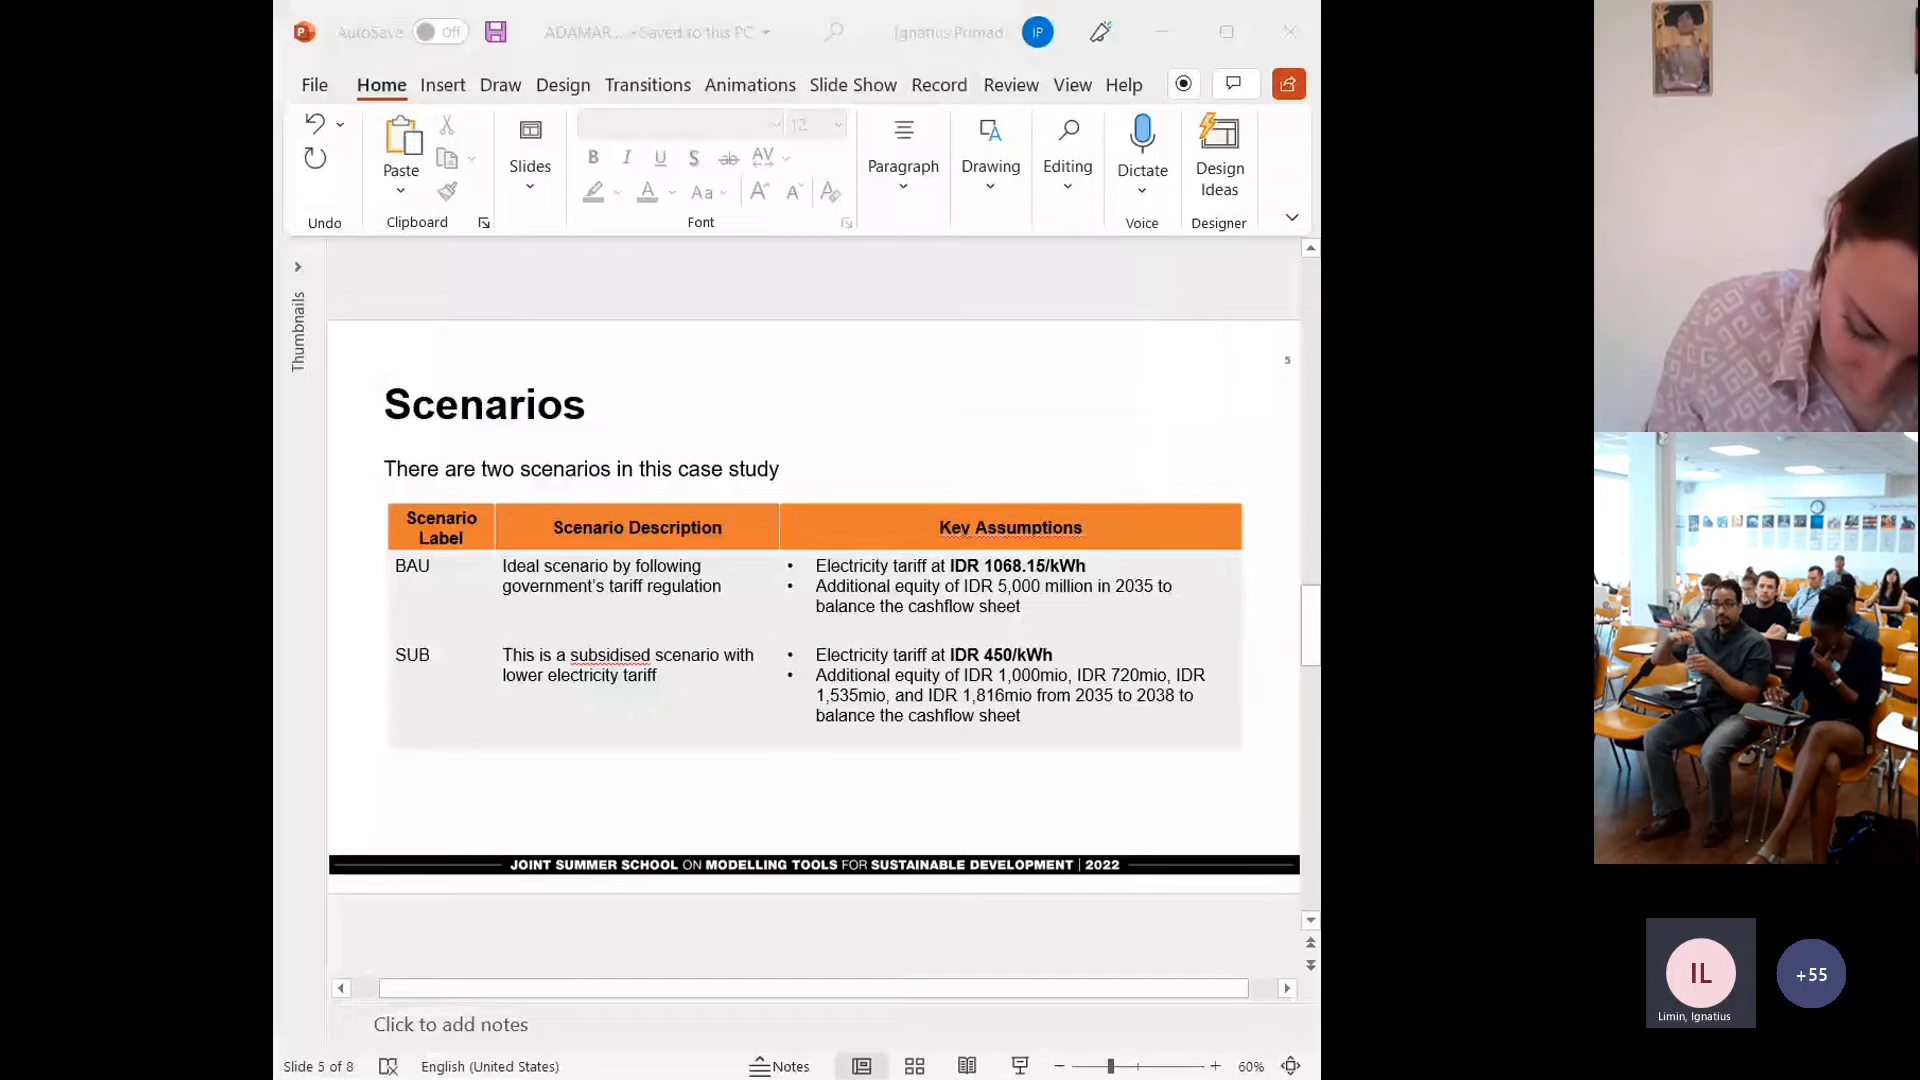 AutoSave Off ADAMAR... • Saved to this PC Ignatius Primad IP
File Home Insert Draw Design Transitions Animations Slide Show Record Review View Help
12
Paste Slides Paragraph Drawing Editing Dictate Design
Ideas
B I U S ab AV
A Aa A A A
Undo Clipboard Font Voice Designer
Thumbnails
5
Scenarios
There are two scenarios in this case study
Scenario
Label
Scenario Description
Key Assumptions
BAU
Ideal scenario by following
government's tariff regulation
• Electricity tariff at IDR 1068.15/kWh
• Additional equity of IDR 5,000 million in 2035 to
balance the cashflow sheet
SUB
This is a subsidised scenario with
lower electricity tariff
• Electricity tariff at IDR 450/kWh
• Additional equity of IDR 1,000mio, IDR 720mio, IDR
1,535mio, and IDR 1,816mio from 2035 to 2038 to
balance the cashflow sheet
JOINT SUMMER SCHOOL ON MODELLING TOOLS FOR SUSTAINABLE DEVELOPMENT | 2022
Click to add notes
Slide 5 of 8 English (United States) Notes 60%
IL
Limin, Ignatius
+55